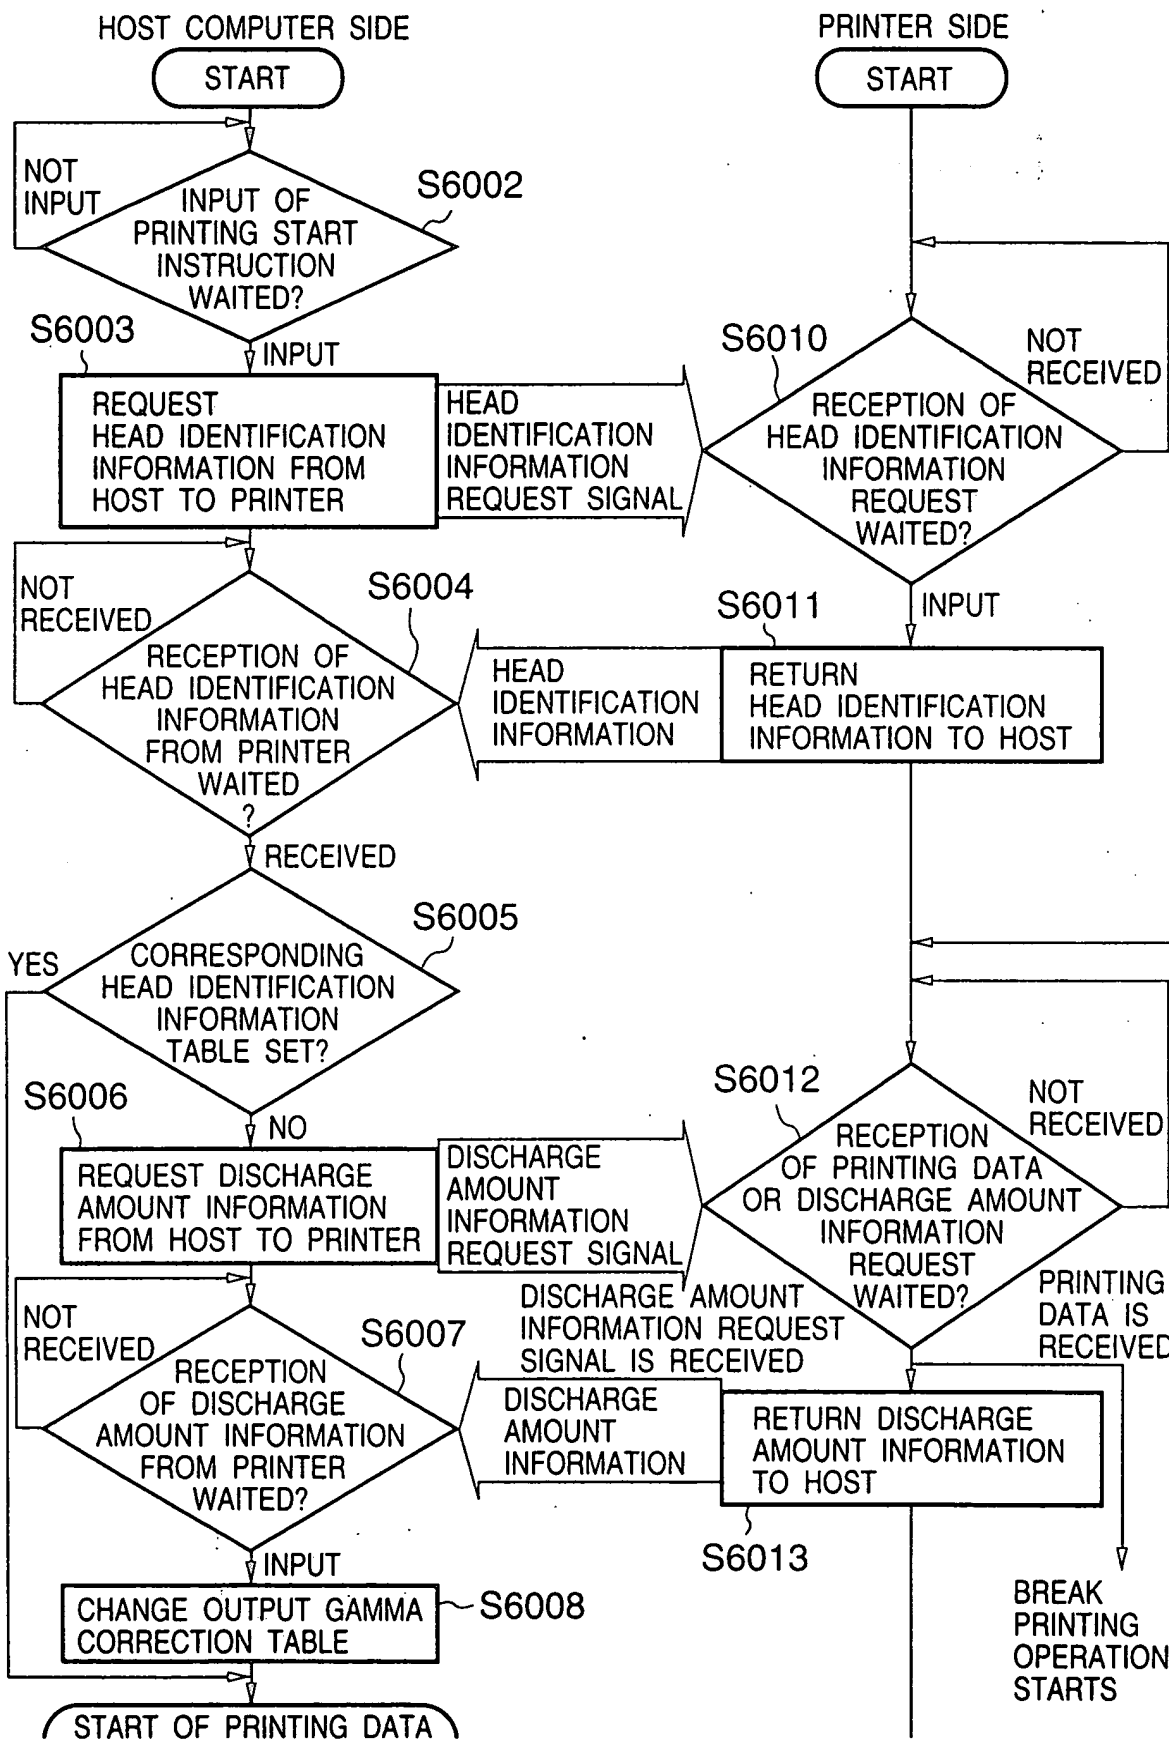 HOST COMPUTER SIDE
START
NOT
INPUT
S6002
INPUT OF
PRINTING START
INSTRUCTION
WAITED?
S6003
INPUT
REQUEST
HEAD IDENTIFICATION
INFORMATION FROM
HOST TO PRINTER
HEAD
IDENTIFICATION
INFORMATION
REQUEST SIGNAL
NOT
RECEIVED
S6004
RECEPTION OF
HEAD IDENTIFICATION
INFORMATION
FROM PRINTER
WAITED
?
HEAD
IDENTIFICATION
INFORMATION
RECEIVED
S6005
YES
CORRESPONDING
HEAD IDENTIFICATION
INFORMATION
TABLE SET?
S6006
NO
REQUEST DISCHARGE
AMOUNT INFORMATION
FROM HOST TO PRINTER
DISCHARGE
AMOUNT
INFORMATION
REQUEST SIGNAL
NOT
RECEIVED
S6007
RECEPTION
OF DISCHARGE
AMOUNT INFORMATION
FROM PRINTER
WAITED?
DISCHARGE
AMOUNT
INFORMATION
INPUT
CHANGE OUTPUT GAMMA
CORRECTION TABLE
S6008
START OF PRINTING DATA
PRINTER SIDE
START
S6010
NOT
RECEIVED
RECEPTION OF
HEAD IDENTIFICATION
INFORMATION
REQUEST
WAITED?
S6011
INPUT
RETURN
HEAD IDENTIFICATION
INFORMATION TO HOST
S6012
NOT
RECEIVED
RECEPTION
OF PRINTING DATA
OR DISCHARGE AMOUNT
INFORMATION
REQUEST
WAITED?
DISCHARGE AMOUNT
INFORMATION REQUEST
SIGNAL IS RECEIVED
PRINTING
DATA IS
RECEIVED
RETURN DISCHARGE
AMOUNT INFORMATION
TO HOST
S6013
BREAK
PRINTING
OPERATION
STARTS